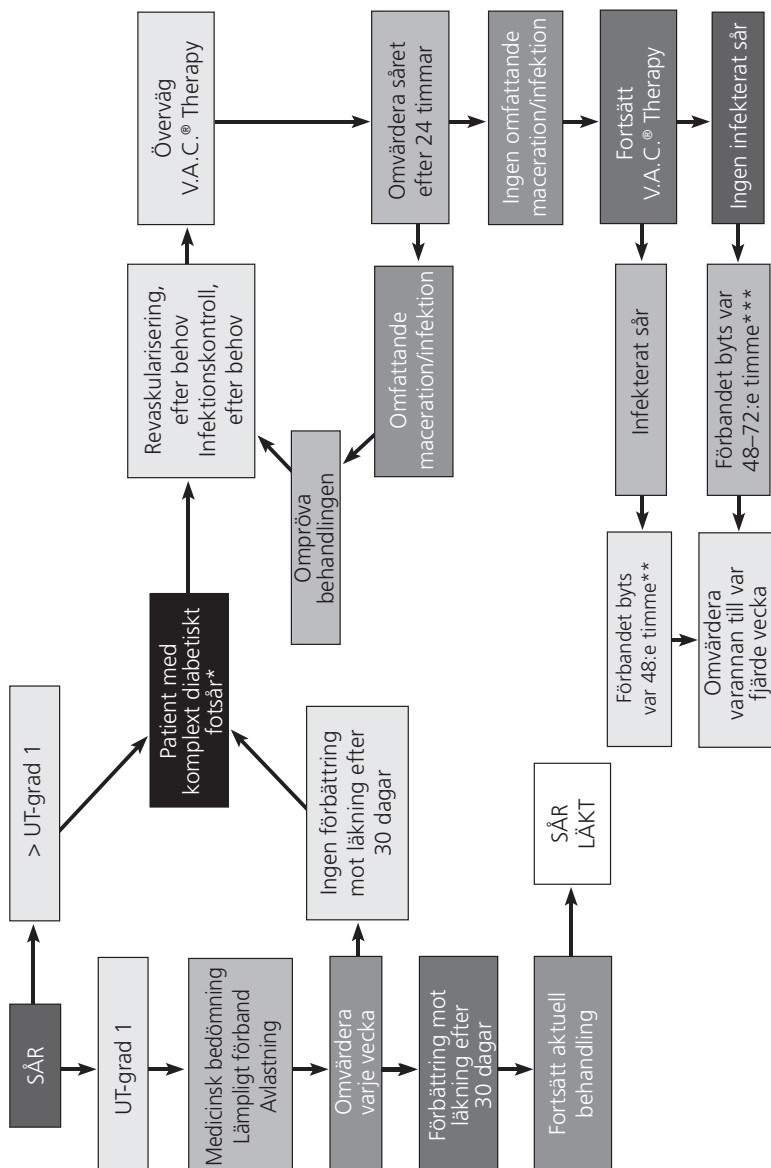 SÅR
> UT-grad 1
UT-grad 1
Medicinsk bedömning
Lämpligt förband
Avlastning
Omvärdera
varje vecka
Ingen förbättring
mot läkning efter
30 dagar
Förbättring mot
läkning efter
30 dagar
Fortsätt aktuell
behandling
SÅR
LÄKT
Patient med
komplext diabetiskt
fotsår*
Revaskularisering,
efter behov
Infektionskontroll,
efter behov
Överväg
V.A.C.® Therapy
Omvärdera såret
efter 24 timmar
Omfattande
maceration/infektion
Ompröva
behandlingen
Ingen omfattande
maceration/infektion
Fortsätt
V.A.C.® Therapy
Infekterat sår
Förbandet byts
var 48:e timme**
Ingen infekterat sår
Förbandet byts var
48–72:e timme***
Omvärdera
varannan till var
fjärde vecka